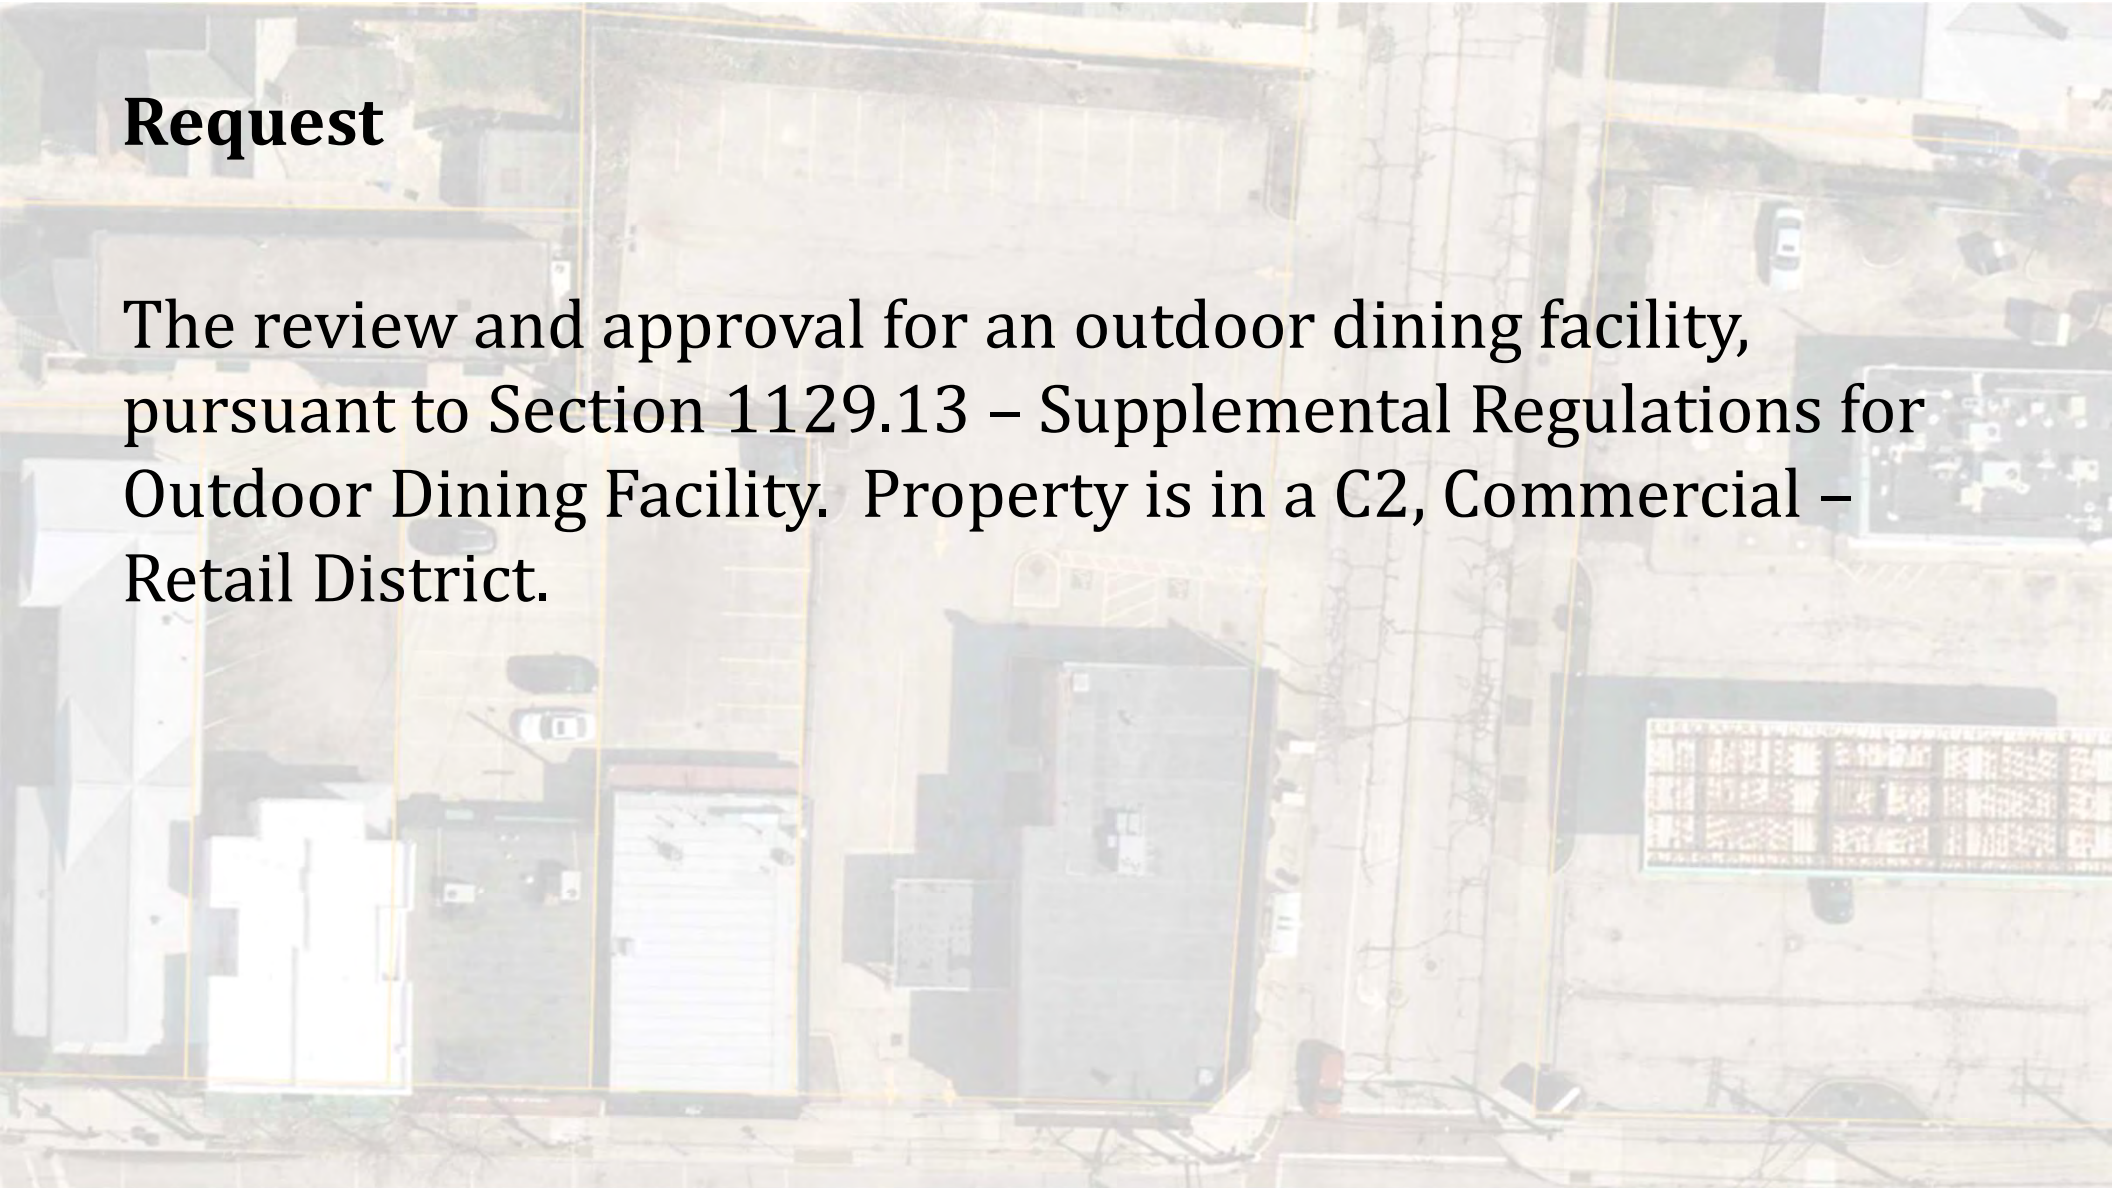 Request
The review and approval for an outdoor dining facility,
pursuant to Section 1129.13 – Supplemental Regulations for
Outdoor Dining Facility.  Property is in a C2, Commercial –
Retail District.